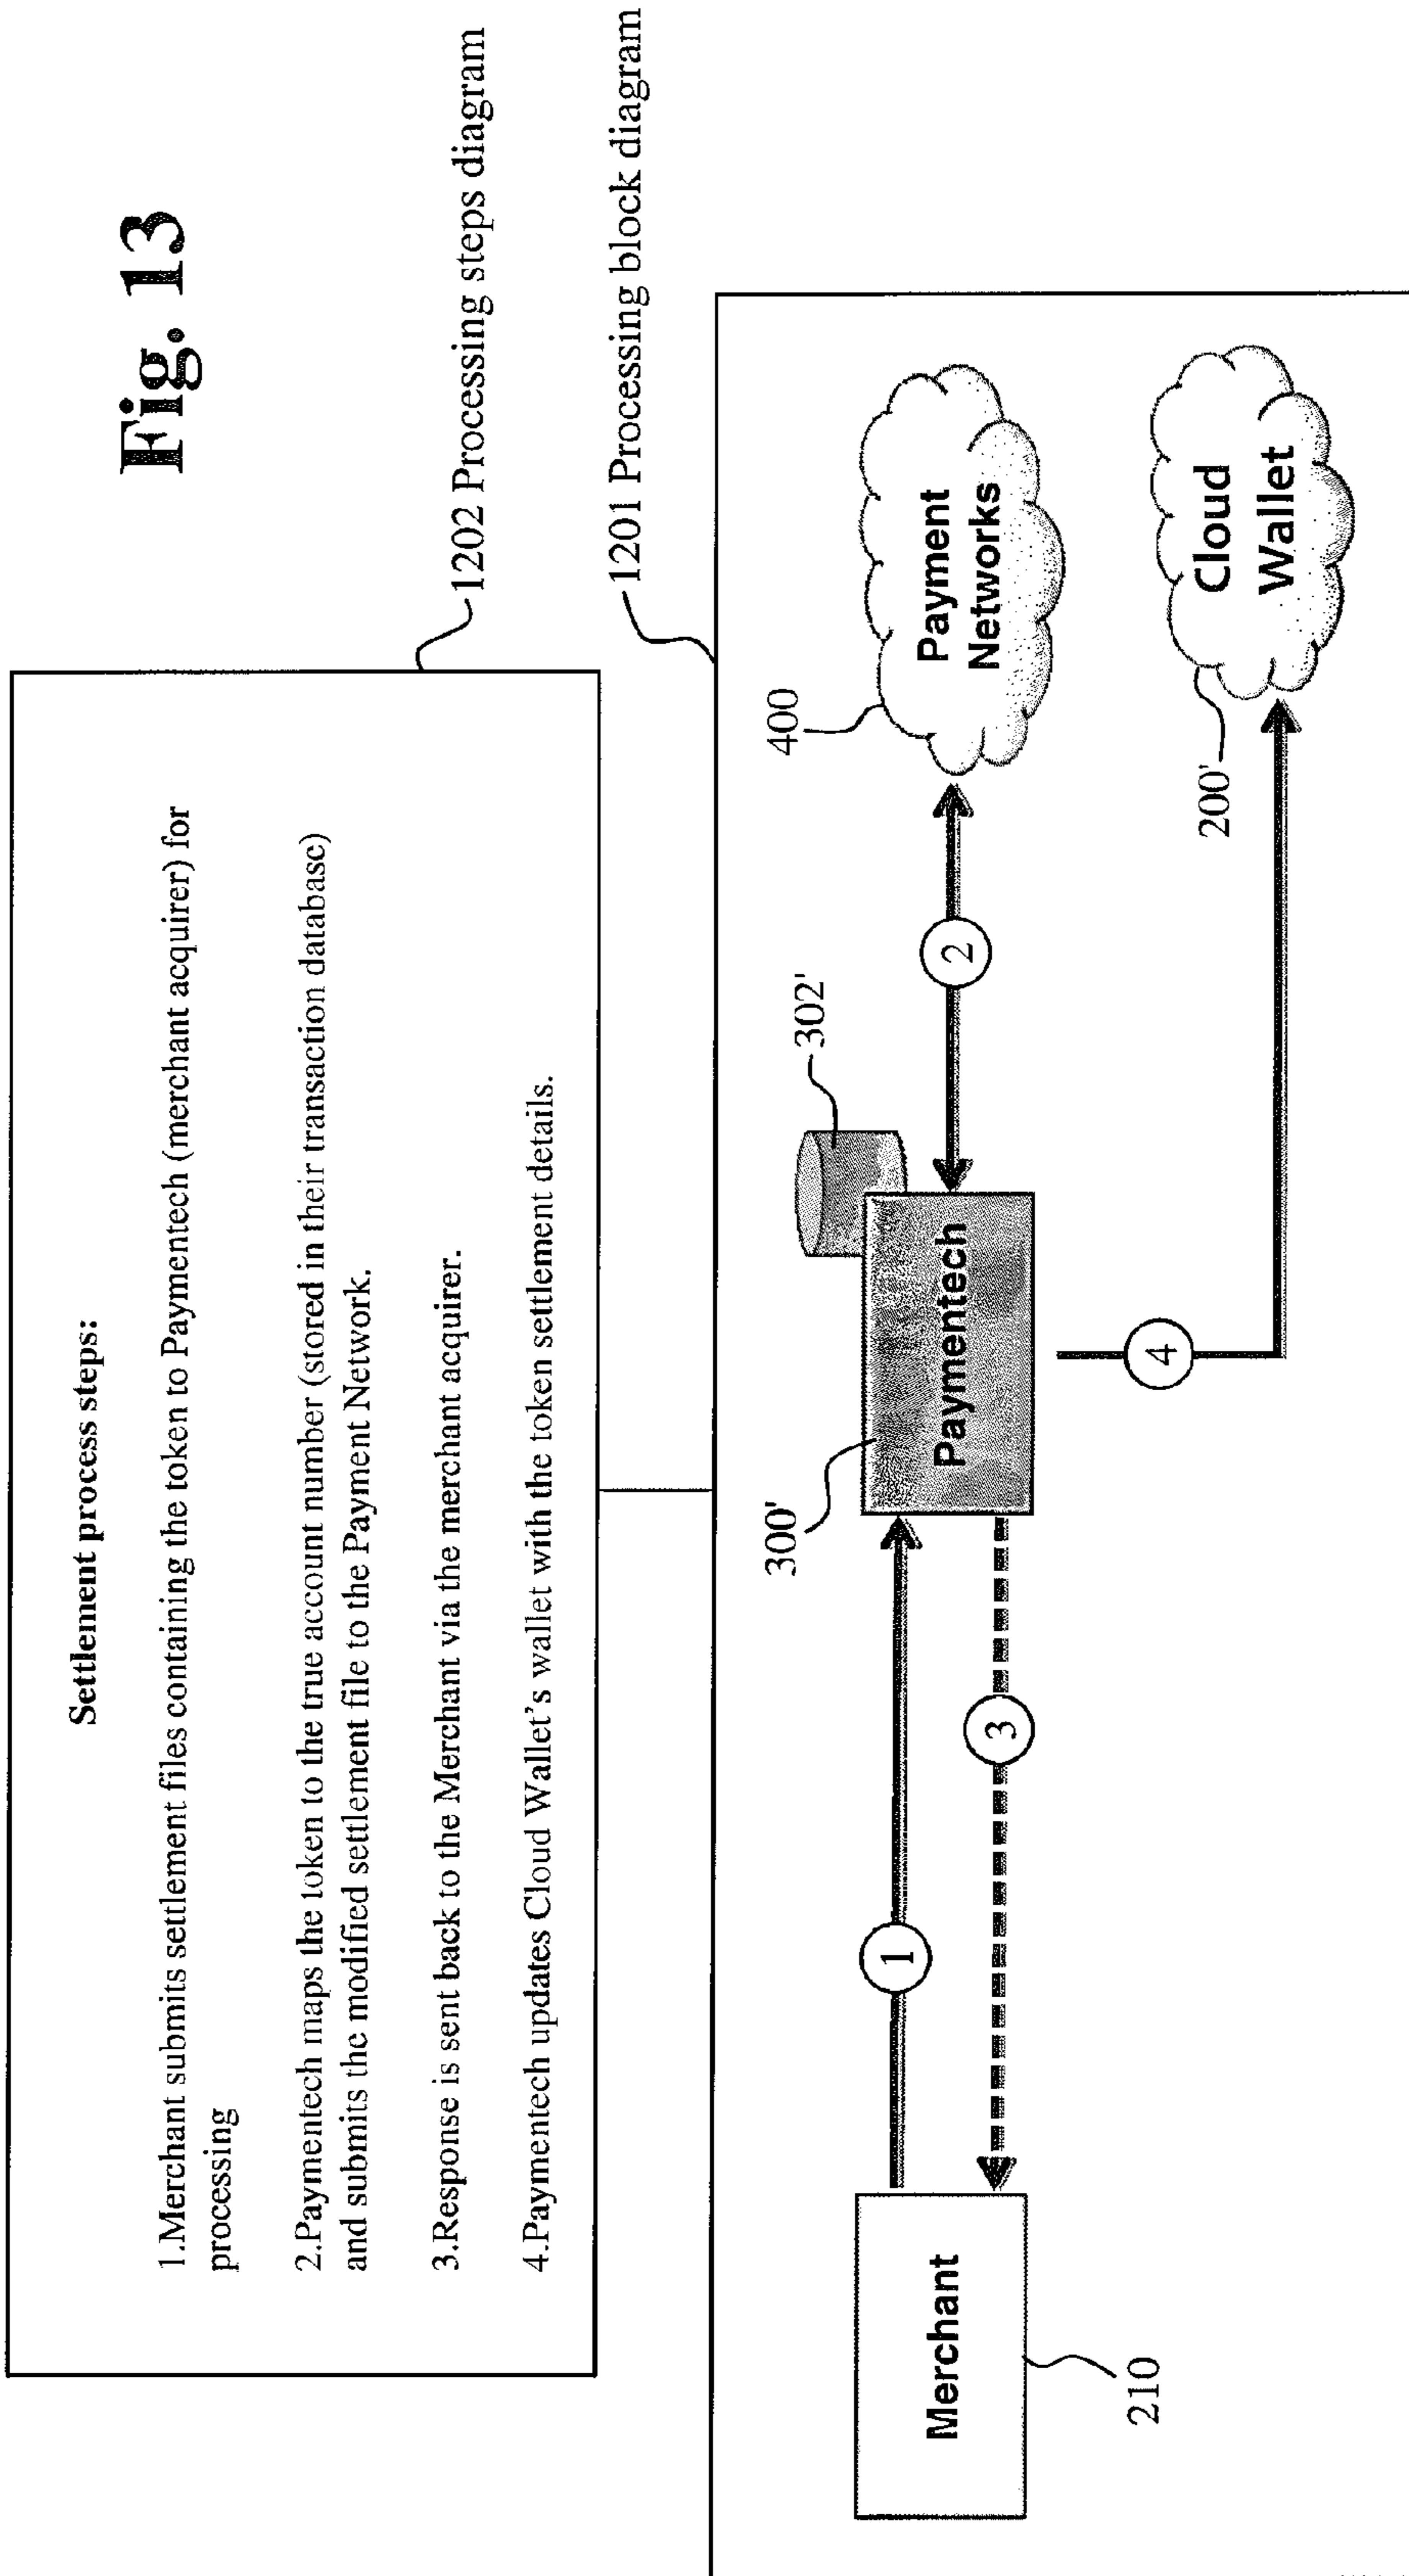 Fig. 13
Settlement process steps:
1.Merchant submits settlement files containing the token to Paymentech (merchant acquirer) for
processing
2.Paymentech maps the token to the true account number (stored in their transaction database)
and submits the modified settlement file to the Payment Network.
3.Response is sent back to the Merchant via the merchant acquirer.
4.Paymentech updates Cloud Wallet's wallet with the token settlement details.
1202 Processing steps diagram
1201 Processing block diagram
Merchant
210
1
3
300'
Paymentech
302'
2
4
400
Payment
Networks
200'
Cloud
Wallet